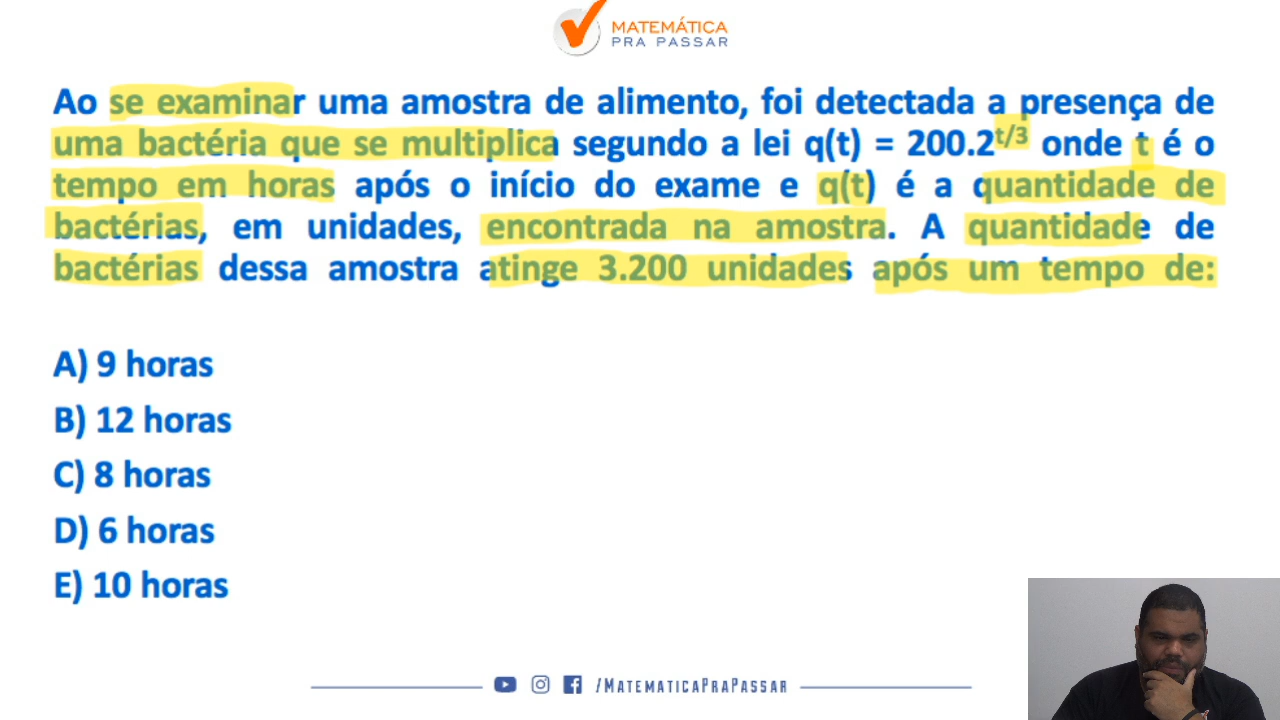 MATEMÁTICA
PRA PASSAR
Ao se examinar uma amostra de alimento, foi detectada a presença de
uma bactéria que se multiplica segundo a lei q(t) = 200.2^{t/3} onde t é o
tempo em horas após o início do exame e q(t) é a quantidade de
bactérias, em unidades, encontrada na amostra. A quantidade de
bactérias dessa amostra atinge 3.200 unidades após um tempo de:
A) 9 horas
B) 12 horas
C) 8 horas
D) 6 horas
E) 10 horas
/MATEMATICAPRAPASSAR